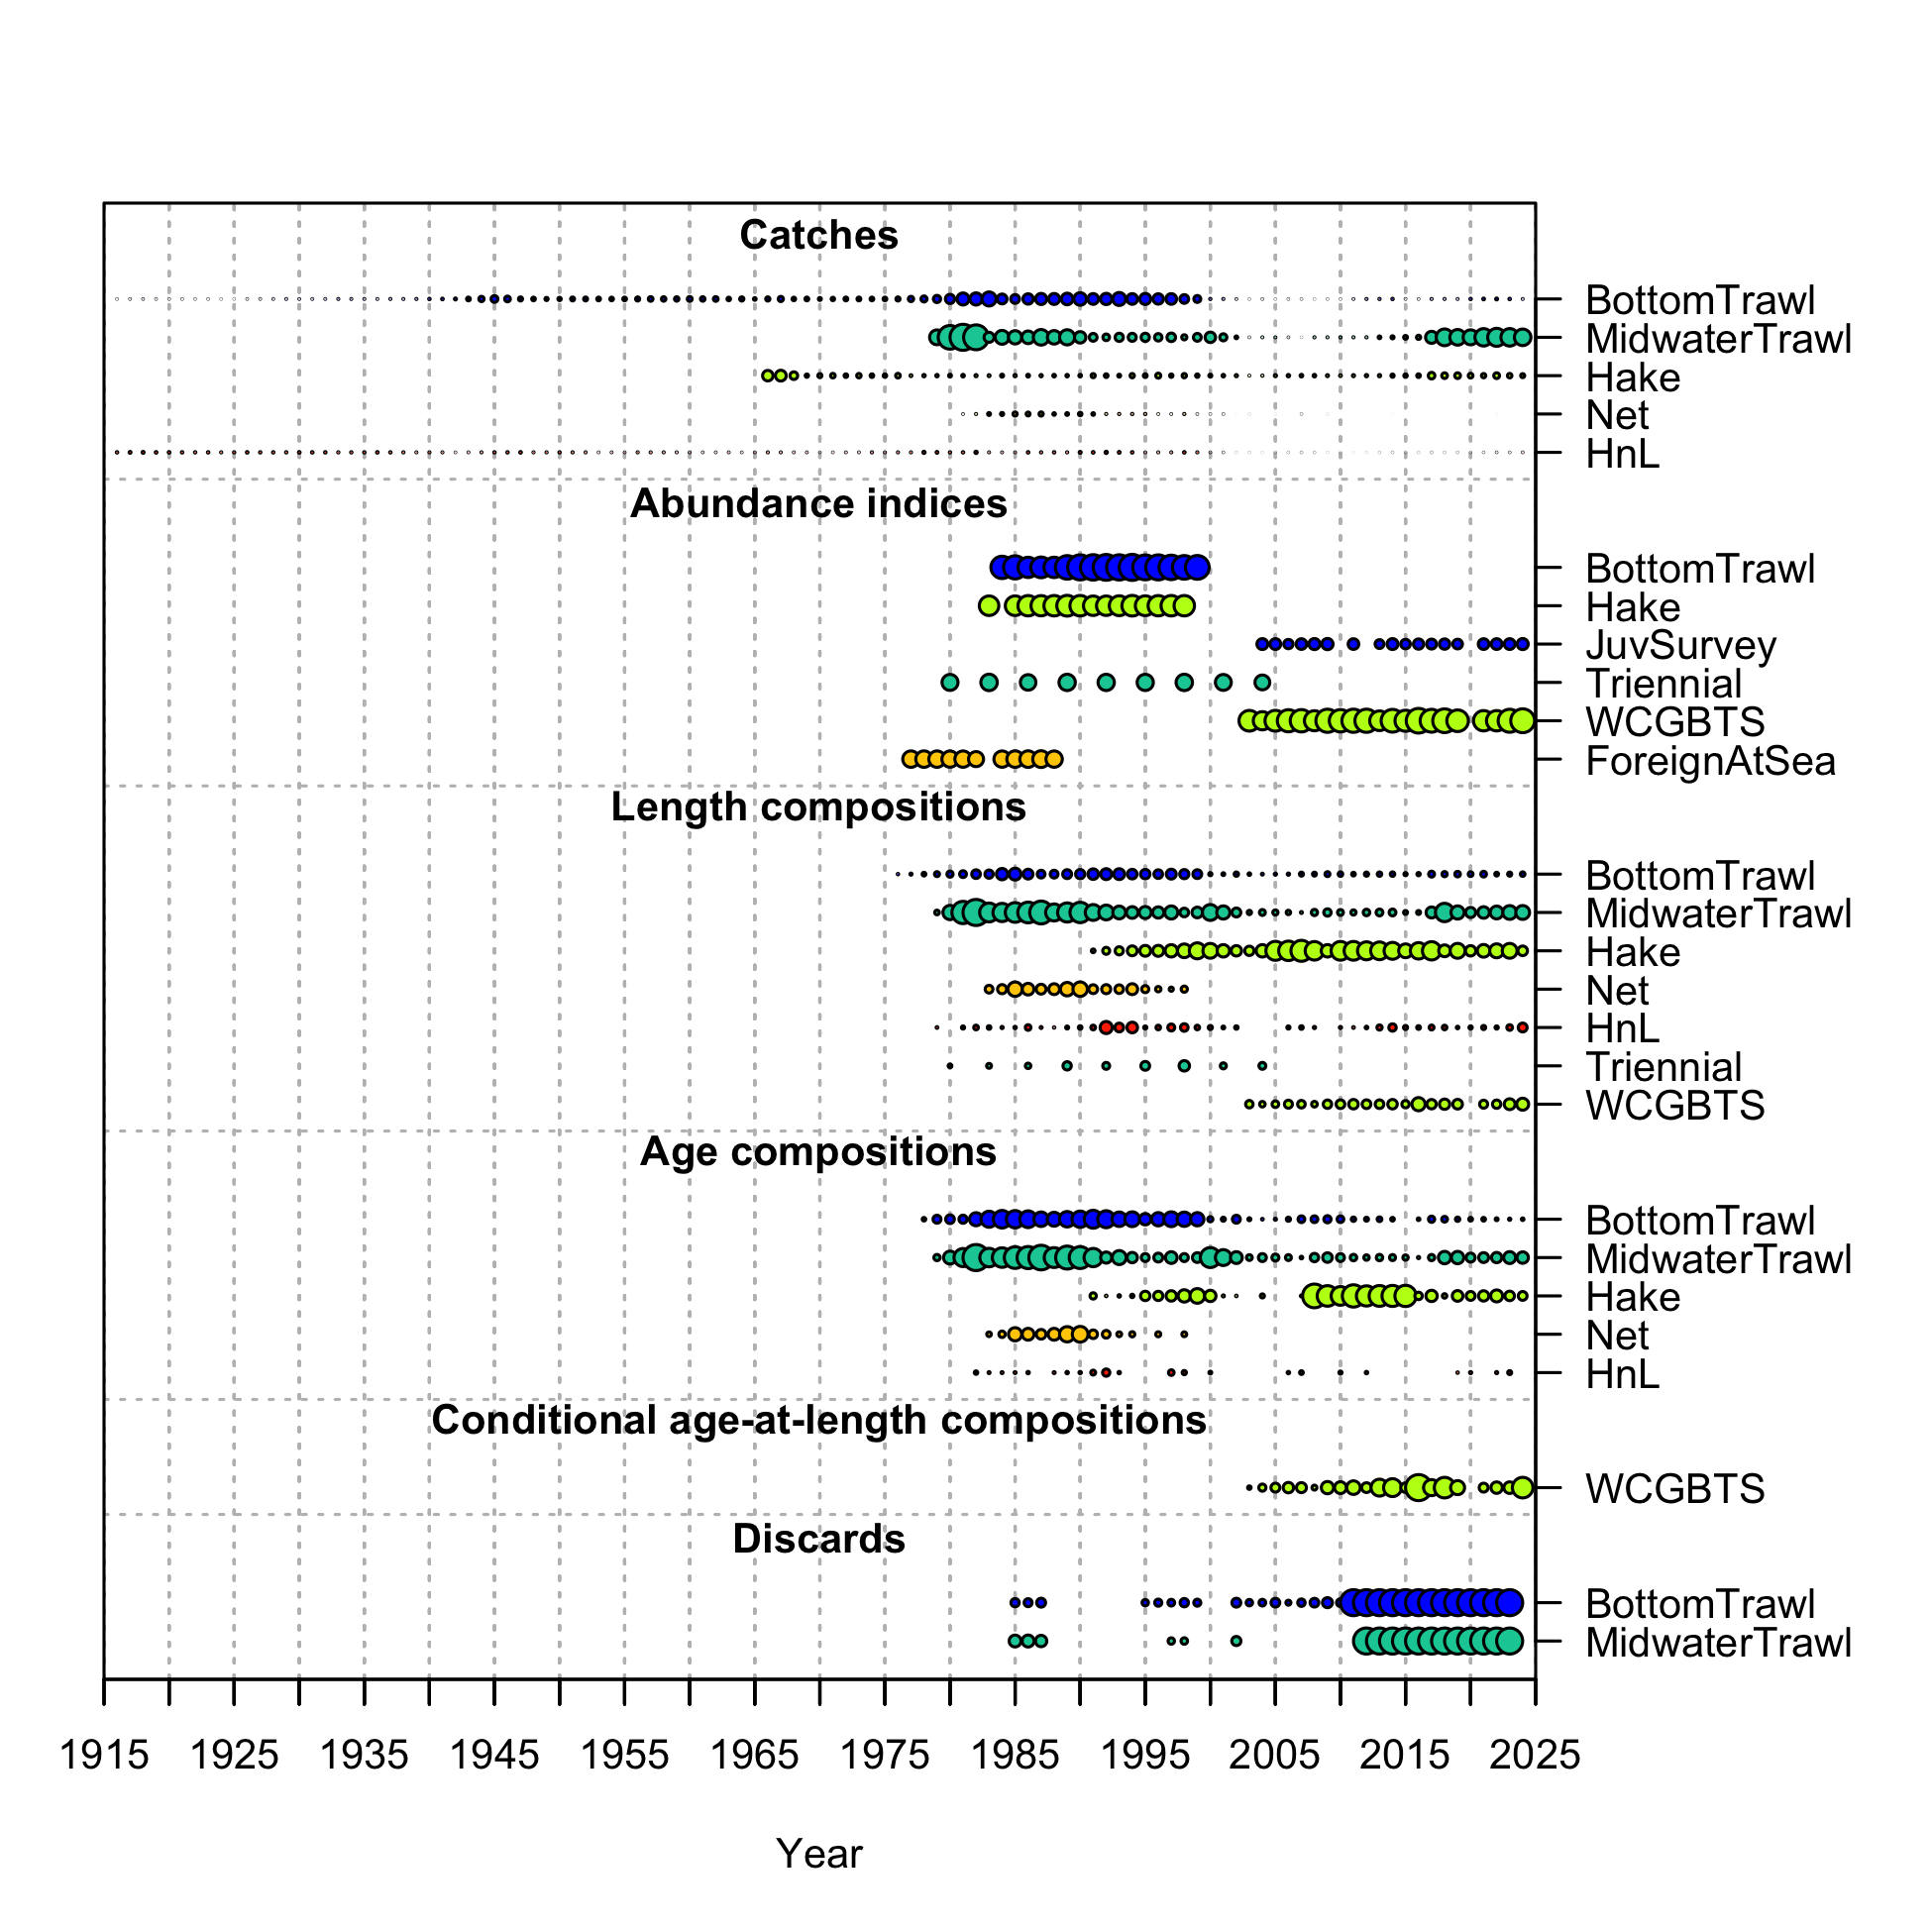 Catches
BottomTrawl
MidwaterTrawl
Hake
Net
HnL
Abundance indices
BottomTrawl
Hake
JuvSurvey
Triennial
WCGBTS
ForeignAtSea
Length compositions
BottomTrawl
MidwaterTrawl
Hake
Net
HnL
Triennial
WCGBTS
Age compositions
BottomTrawl
MidwaterTrawl
Hake
Net
HnL
Conditional age-at-length compositions
WCGBTS
Discards
BottomTrawl
MidwaterTrawl
1915 1925 1935 1945 1955 1965 1975 1985 1995 2005 2015 2025
Year